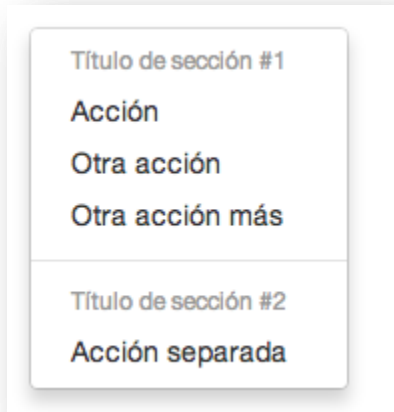 Título de sección #1
Acción
Otra acción
Otra acción más
Título de sección #2
Acción separada